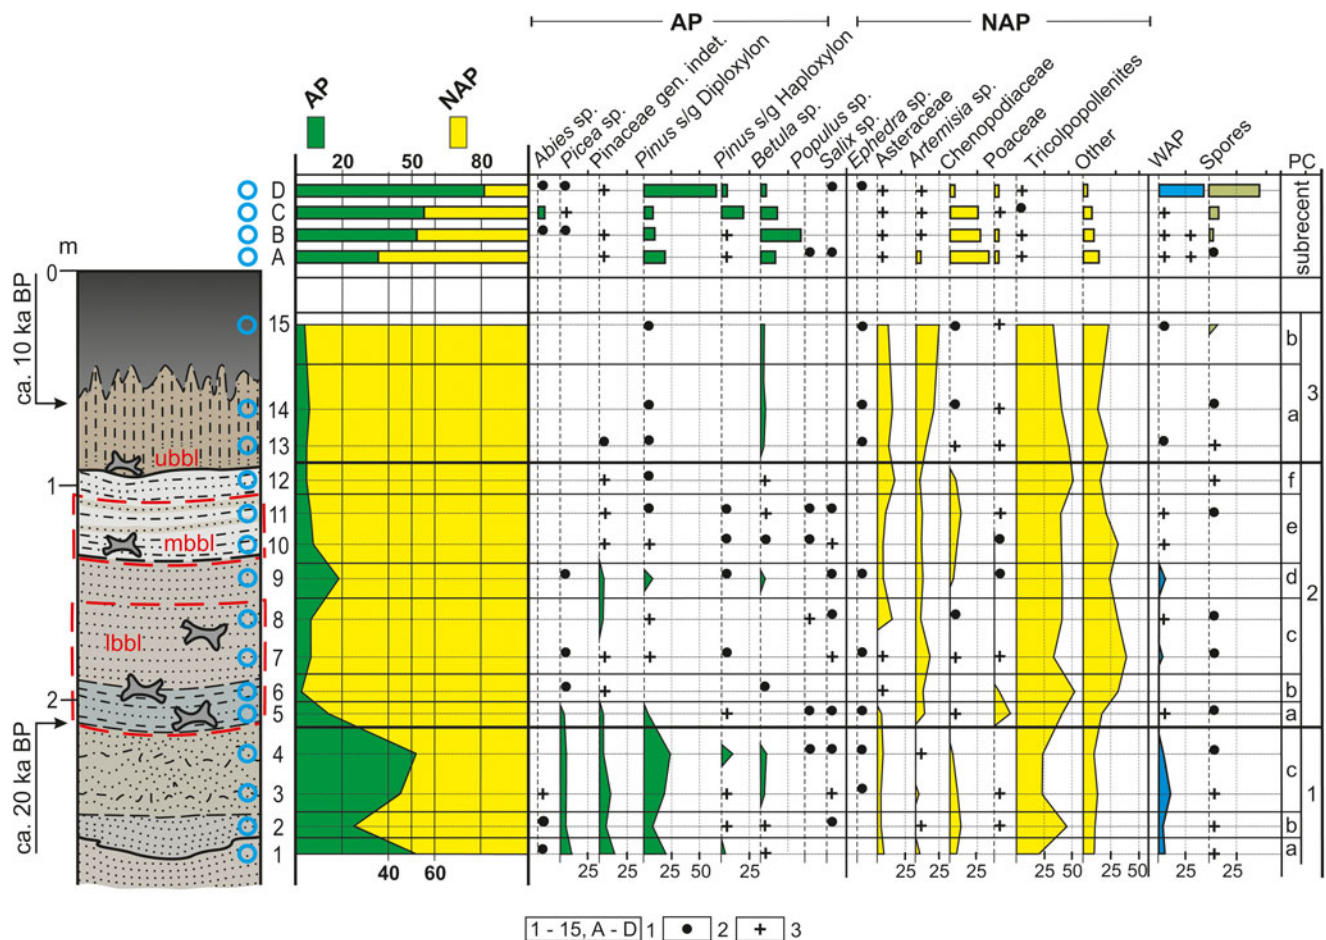 AP NAP
AP
NAP
Abies sp.
Picea sp.
Pinaceae gen. indet.
Pinus s/g Diploxylon
Pinus s/g Haploxylon
Betula sp.
Populus sp.
Salix sp.
Ephedra sp.
Asteraceae
Artemisia sp.
Chenopodiaceae
Poaceae
Tricolpopollenites
Other
WAP
Spores
PC
20 50 80
D
C
B
A
subrecent
m
0
ca. 10 ka BP
15 b
14 a 3
13
ubbl
1 12 f
11 e
mbbl 10
9 d
2
8 c
lbbl 7
6 b
2 5 a
4 c
ca. 20 ka BP
3 1
2 b
1 a
40 60 25 25 25 50 25 25 25 25 25 25 25 50 25 50 25 25
1 - 15, A - D 1 2 + 3